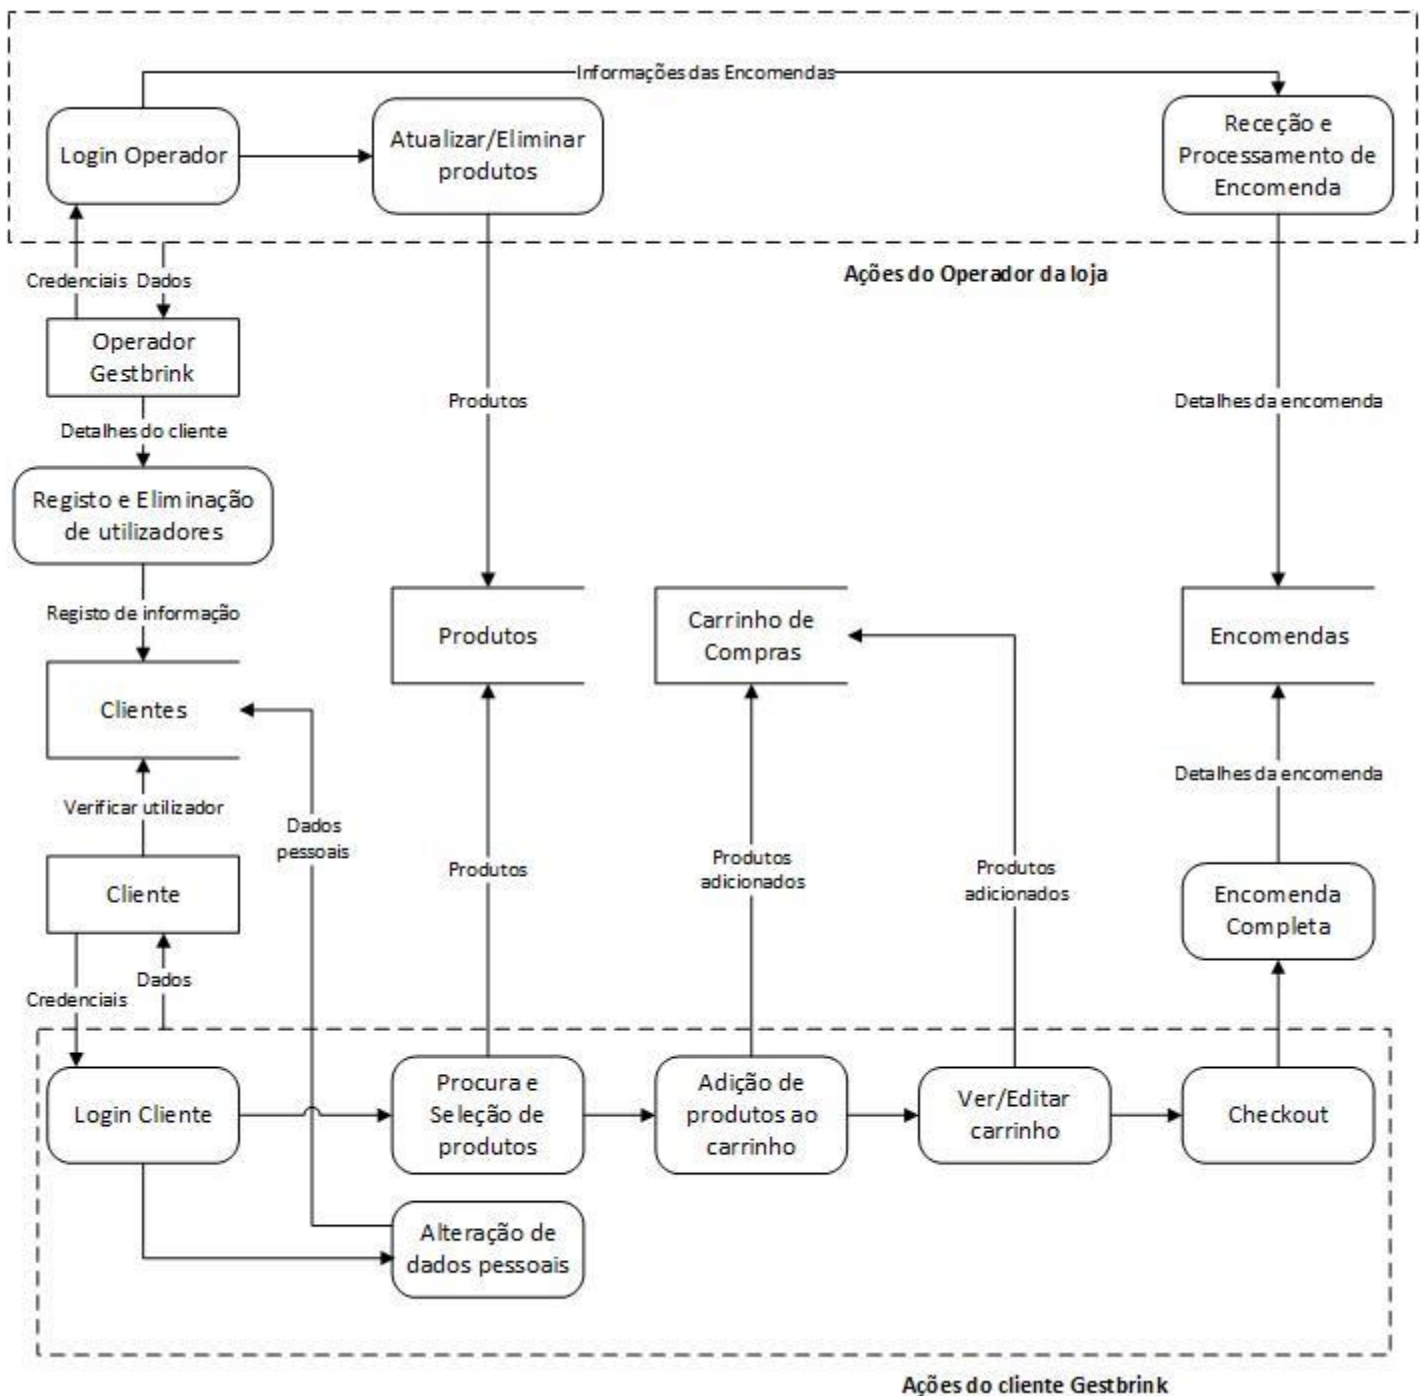 Informações das Encomendas
Login Operador
Atualizar/Eliminar
produtos
Receção e
Processamento de
Encomenda
Credenciais
Dados
Ações do Operador da loja
Operador
Gestbrink
Produtos
Detalhes da encomenda
Detalhes do cliente
Registo e Eliminação
de utilizadores
Registo de informação
Produtos
Carrinho de
Compras
Encomendas
Clientes
Detalhes da encomenda
Verificar utilizador
Dados
pessoais
Produtos
Produtos
adicionados
Produtos
adicionados
Cliente
Encomenda
Completa
Dados
Credenciais
Login Cliente
Procura e
Seleção de
produtos
Adição de
produtos ao
carrinho
Ver/Editar
carrinho
Checkout
Alteração de
dados pessoais
Ações do cliente Gestbrink